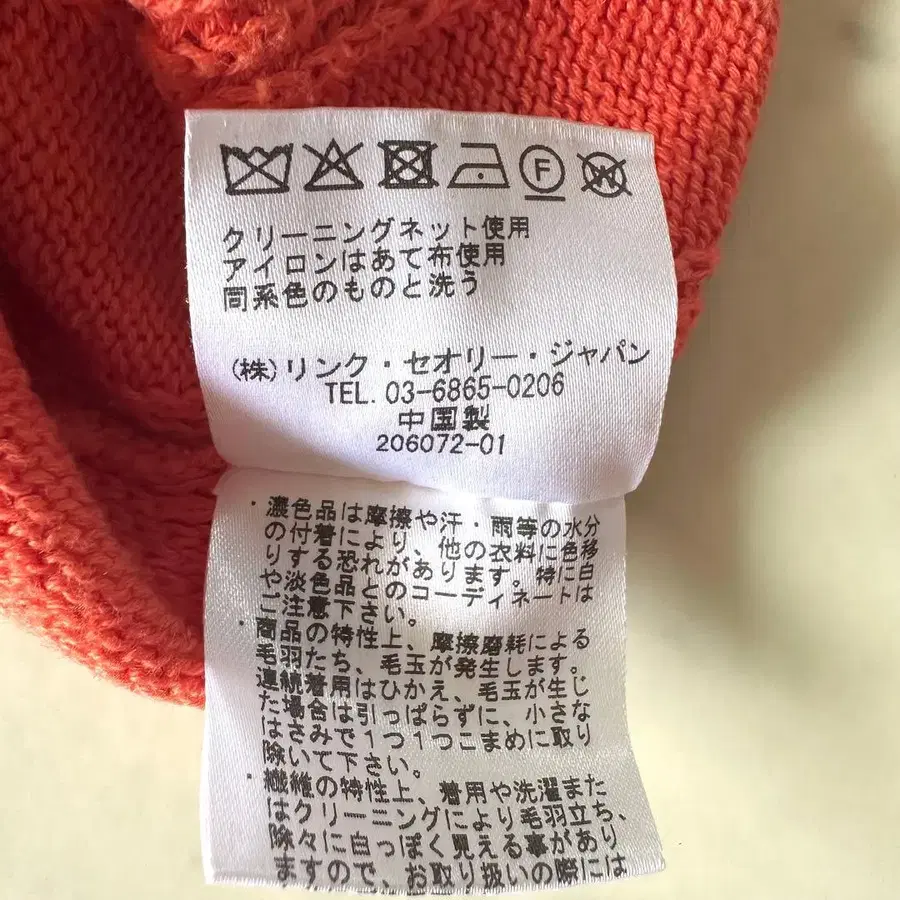 F
W
クリーニングネット使用
アイロンはあて布使用
同系色のものと洗う
(株)リンク・セオリー・ジャパン
TEL. 03-6865-0206
中国製
206072-01
・濃色品は摩擦や汗・雨等の水分
の付着により、他の衣料に色移
りする恐れがあります。特に白
や淡色品とのコーディネートは
ご注意下さい。
・商品の特性上、摩擦磨耗による
毛羽たち、毛玉が発生します。
連続着用はひかえ、毛玉が生じ
た場合は引っぱらずに、小さな
はさみで1つ1つこまめに取り
除いて下さい。
・繊維の特性上、着用や洗濯また
はクリーニングにより毛羽立ち、
除々に白っぽく見える事があり
ますので、お取り扱いの際には